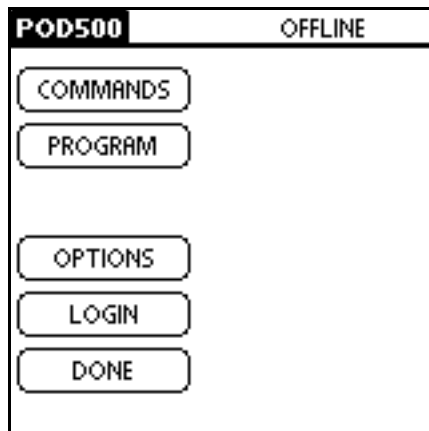 POD500 OFFLINE
COMMANDS
PROGRAM
OPTIONS
LOGIN
DONE